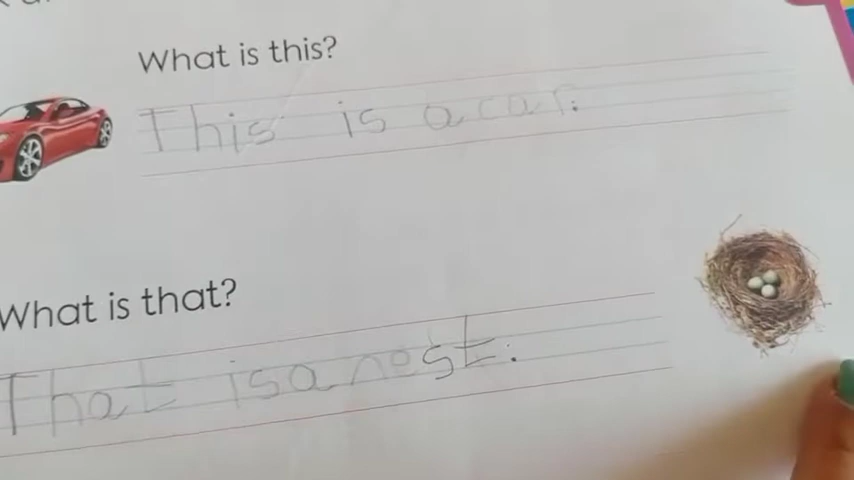 What is this?
This is a car.
What is that?
That is a nest.